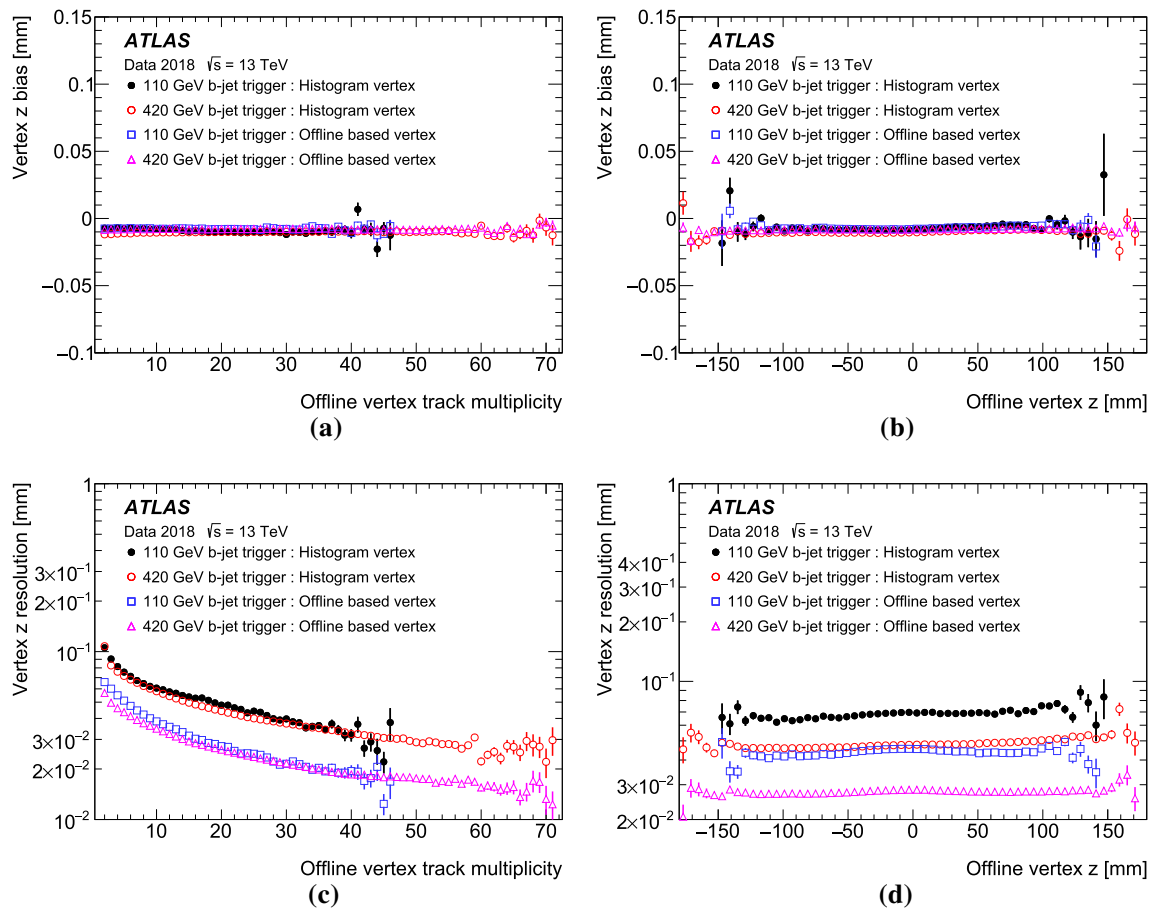 Vertex z bias [mm]
0.15
0.1
0.05
0
−0.05
−0.1
ATLAS
Data 2018 √s = 13 TeV
110 GeV b-jet trigger : Histogram vertex
420 GeV b-jet trigger : Histogram vertex
110 GeV b-jet trigger : Offline based vertex
420 GeV b-jet trigger : Offline based vertex
10 20 30 40 50 60 70
Offline vertex track multiplicity
(a)
Vertex z bias [mm]
0.15
0.1
0.05
0
−0.05
−0.1
ATLAS
Data 2018 √s = 13 TeV
110 GeV b-jet trigger : Histogram vertex
420 GeV b-jet trigger : Histogram vertex
110 GeV b-jet trigger : Offline based vertex
420 GeV b-jet trigger : Offline based vertex
−150 −100 −50 0 50 100 150
Offline vertex z [mm]
(b)
Vertex z resolution [mm]
1
3×10⁻¹
2×10⁻¹
10⁻¹
3×10⁻²
2×10⁻²
10⁻²
ATLAS
Data 2018 √s = 13 TeV
110 GeV b-jet trigger : Histogram vertex
420 GeV b-jet trigger : Histogram vertex
110 GeV b-jet trigger : Offline based vertex
420 GeV b-jet trigger : Offline based vertex
10 20 30 40 50 60 70
Offline vertex track multiplicity
(c)
Vertex z resolution [mm]
1
4×10⁻¹
3×10⁻¹
2×10⁻¹
10⁻¹
3×10⁻²
2×10⁻²
ATLAS
Data 2018 √s = 13 TeV
110 GeV b-jet trigger : Histogram vertex
420 GeV b-jet trigger : Histogram vertex
110 GeV b-jet trigger : Offline based vertex
420 GeV b-jet trigger : Offline based vertex
−150 −100 −50 0 50 100 150
Offline vertex z [mm]
(d)